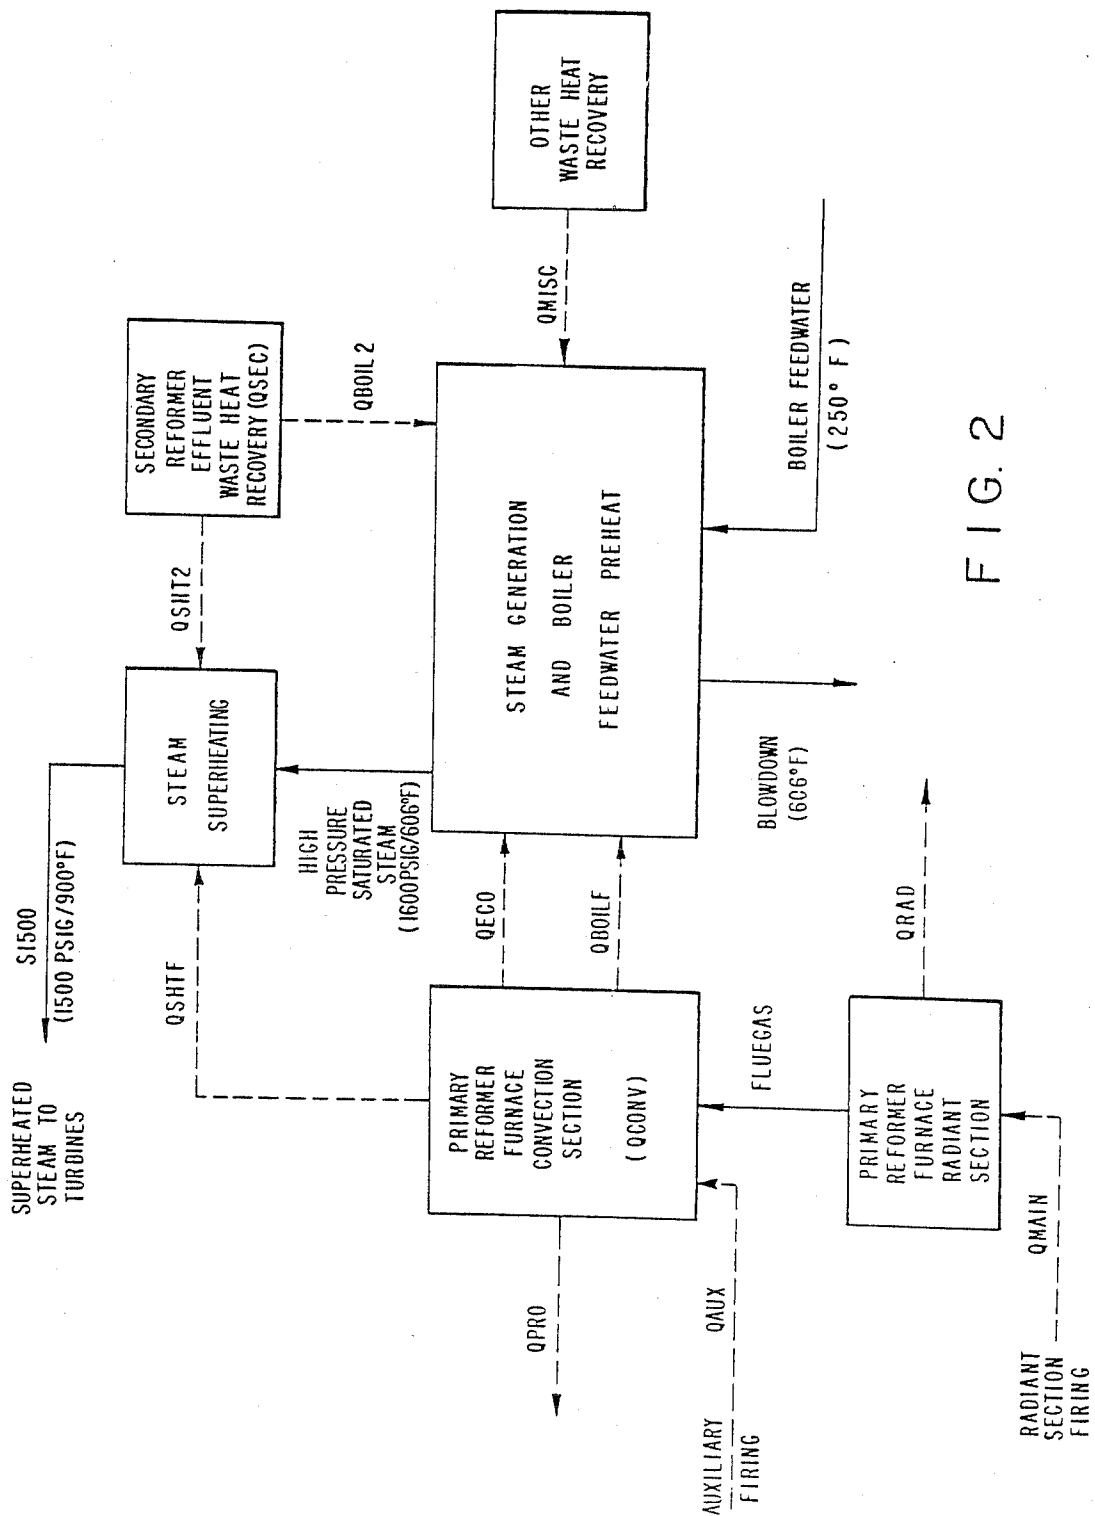 SUPERHEATED
STEAM TO
TURBINES
S1500
(1500 PSIG/900°F)
QSHTF
STEAM
SUPERHEATING
QSHT2
SECONDARY
REFORMER
EFFLUENT
WASTE HEAT
RECOVERY (QSEC)
HIGH
PRESSURE
SATURATED
STEAM
(1600PSIG/606°F)
QBOIL 2
QPRO
PRIMARY
REFORMER
FURNACE
CONVECTION
SECTION
(QCONV)
QECO
QBOILF
STEAM GENERATION
AND BOILER
FEEDWATER PREHEAT
QMISC
OTHER
WASTE HEAT
RECOVERY
AUXILIARY
FIRING
QAUX
FLUEGAS
BLOWDOWN
(606°F)
BOILER FEEDWATER
(250° F)
RADIANT
SECTION
FIRING
QMAIN
PRIMARY
REFORMER
FURNACE
RADIANT
SECTION
QRAD
FIG. 2